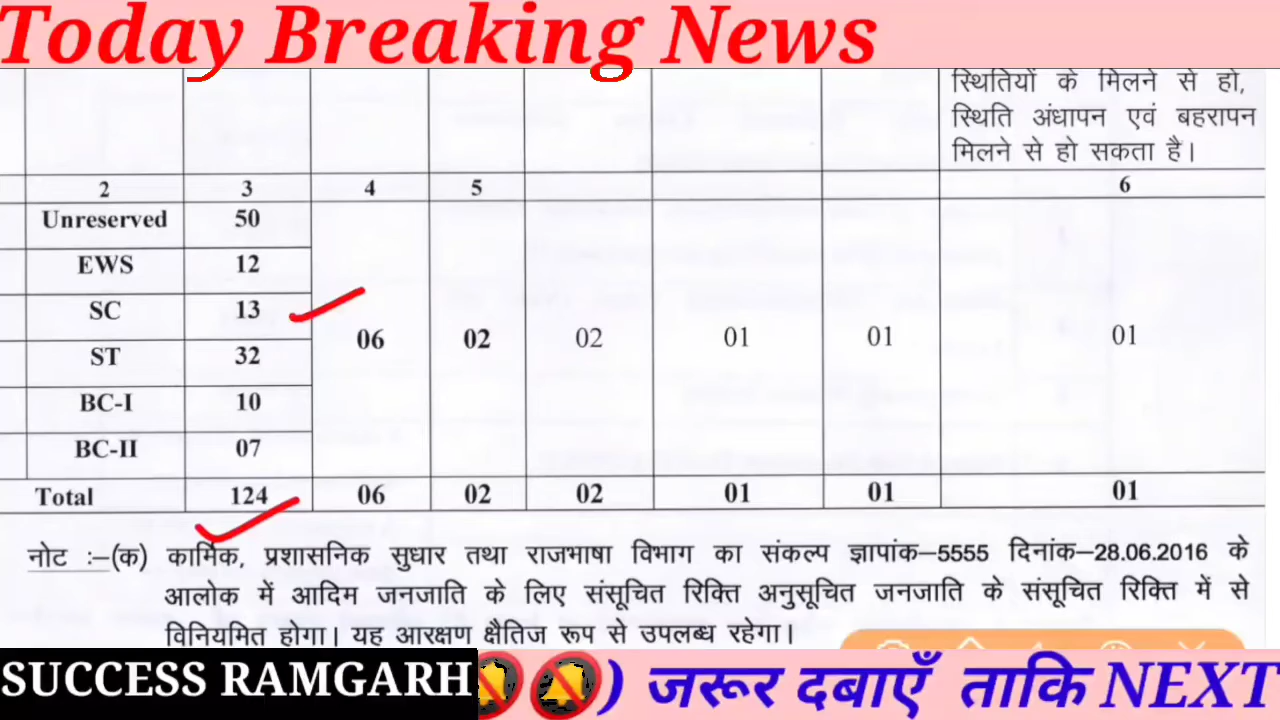 Today Breaking News
स्थितियों के मिलने से हो,
स्थिति अंधापन एवं बहरापन
मिलने से हो सकता है।
2 3 4 5 6
Unreserved 50
EWS 12
SC 13
06 02 02 01 01 01
ST 32
BC-I 10
BC-II 07
Total 124 06 02 02 01 01 01
नोट :–(क) कार्मिक, प्रशासनिक सुधार तथा राजभाषा विभाग का संकल्प ज्ञापांक–5555 दिनांक–28.06.2016 के
आलोक में आदिम जनजाति के लिए संसूचित रिक्ति अनुसूचित जनजाति के संसूचित रिक्ति में से
विनियमित होगा। यह आरक्षण क्षैतिज रूप से उपलब्ध रहेगा।
SUCCESS RAMGARH ) जरूर दबाएँ ताकि NEXT